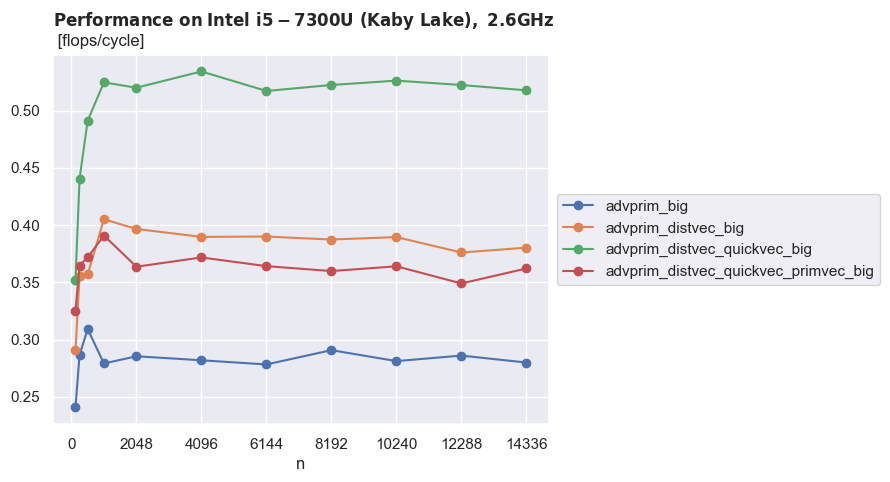 Performance on Intel i5 − 7300U (Kaby Lake), 2.6GHz
[flops/cycle]
0.50
0.45
0.40
0.35
0.30
0.25
0 2048 4096 6144 8192 10240 12288 14336
n
advprim_big
advprim_distvec_big
advprim_distvec_quickvec_big
advprim_distvec_quickvec_primvec_big